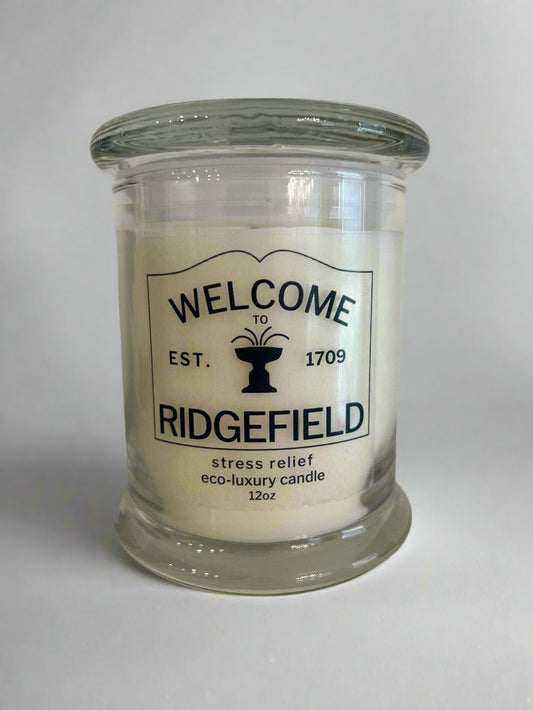 WELCOME
TO
EST. 1709
RIDGEFIELD
stress relief
eco-luxury candle
12oz